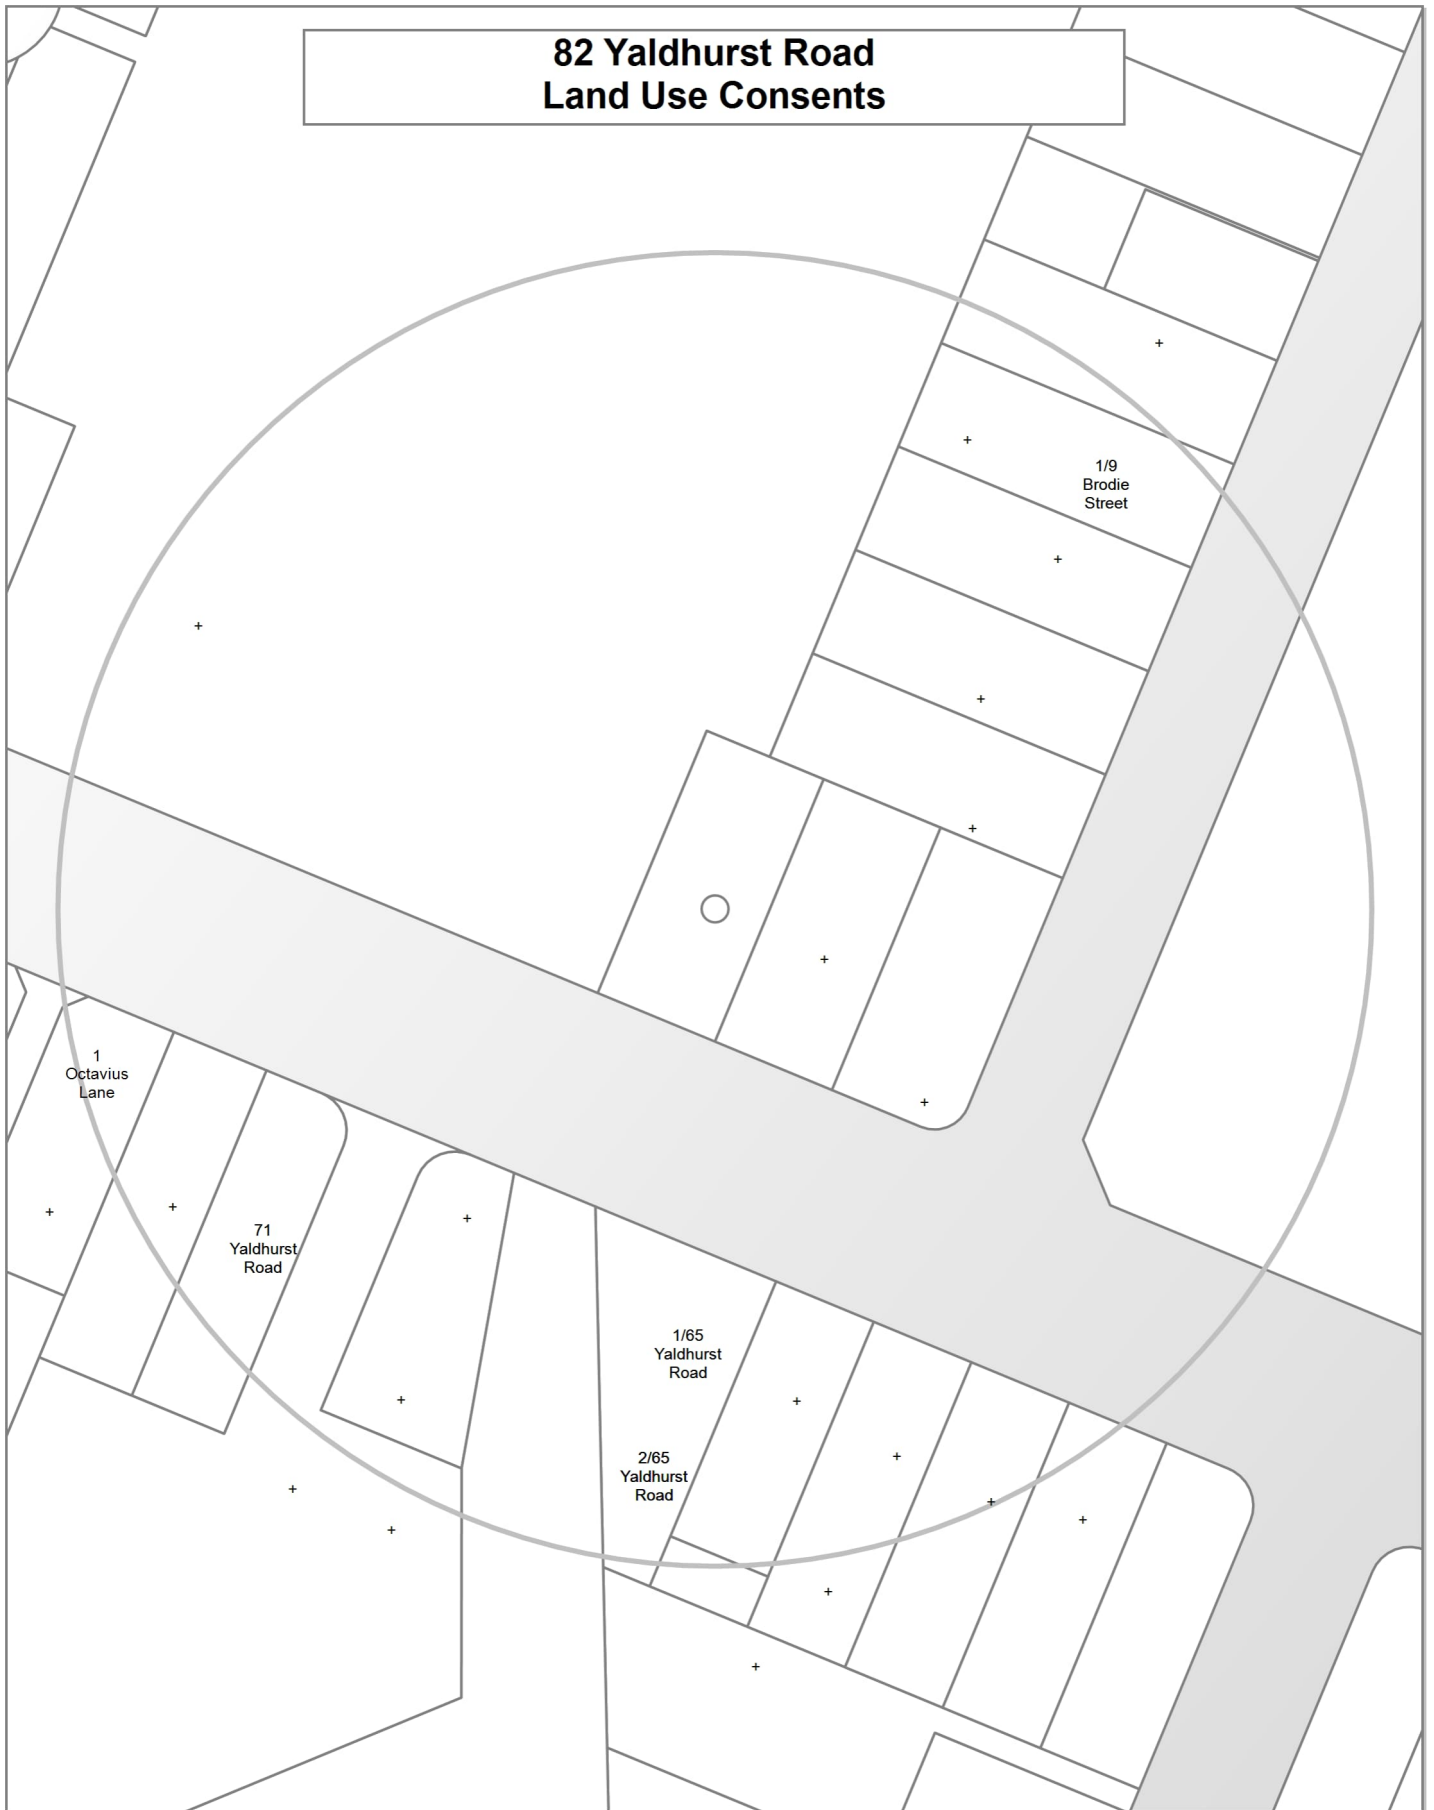 82 Yaldhurst Road
Land Use Consents
1/9
Brodie
Street
1
Octavius
Lane
71
Yaldhurst
Road
1/65
Yaldhurst
Road
2/65
Yaldhurst
Road